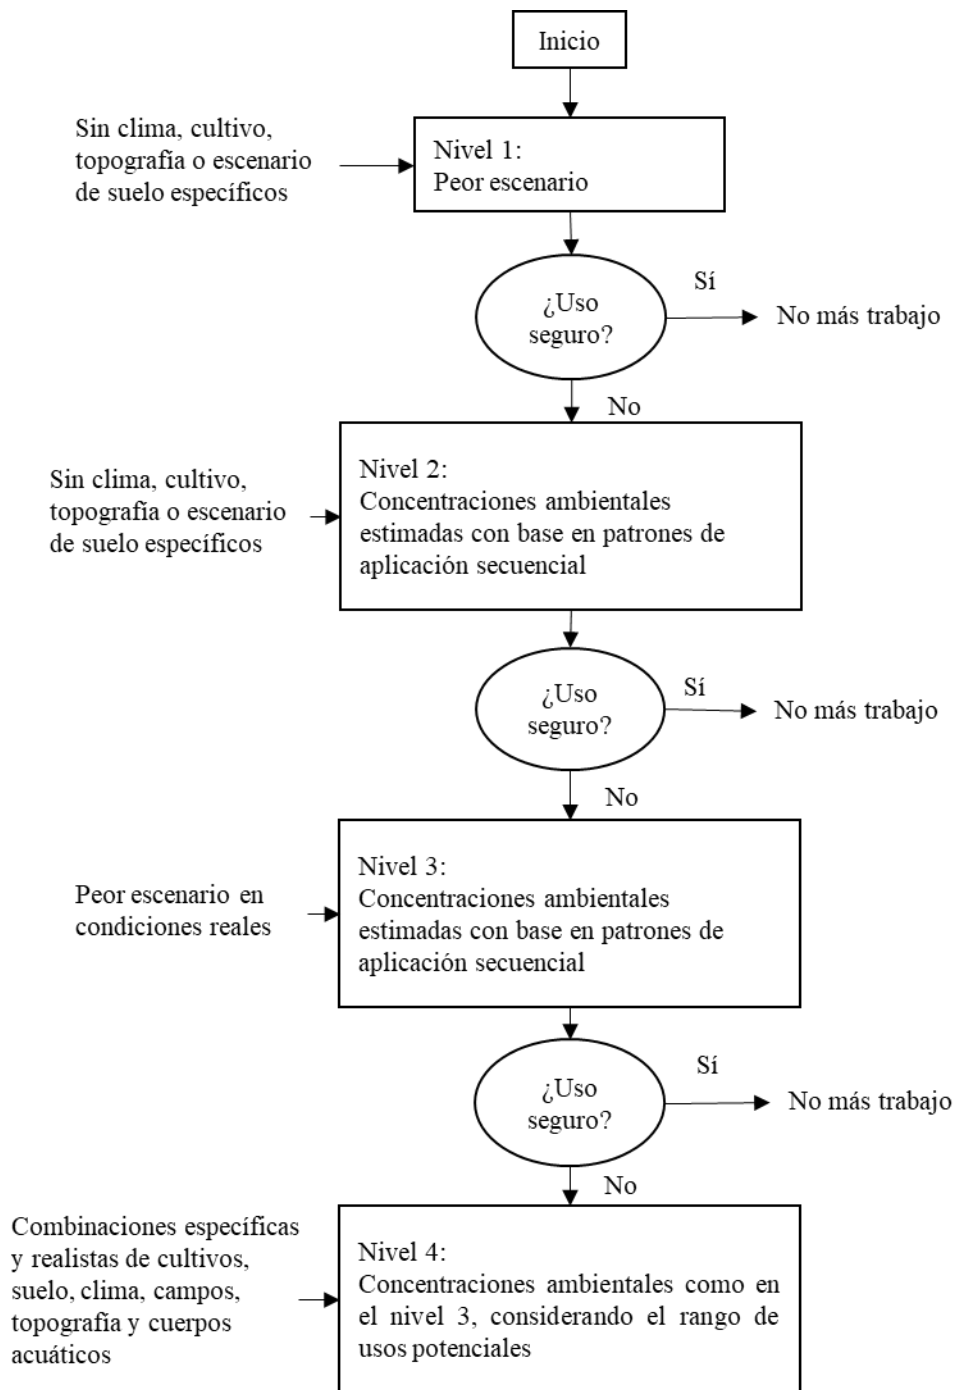 Inicio
Sin clima, cultivo,
topografía o escenario
de suelo específicos
Nivel 1:
Peor escenario
¿Uso
seguro?
Sí
No más trabajo
No
Sin clima, cultivo,
topografía o escenario
de suelo específicos
Nivel 2:
Concentraciones ambientales
estimadas con base en patrones de
aplicación secuencial
¿Uso
seguro?
Sí
No más trabajo
No
Peor escenario en
condiciones reales
Nivel 3:
Concentraciones ambientales
estimadas con base en patrones de
aplicación secuencial
¿Uso
seguro?
Sí
No más trabajo
No
Combinaciones específicas
y realistas de cultivos,
suelo, clima, campos,
topografía y cuerpos
acuáticos
Nivel 4:
Concentraciones ambientales como en
el nivel 3, considerando el rango de
usos potenciales